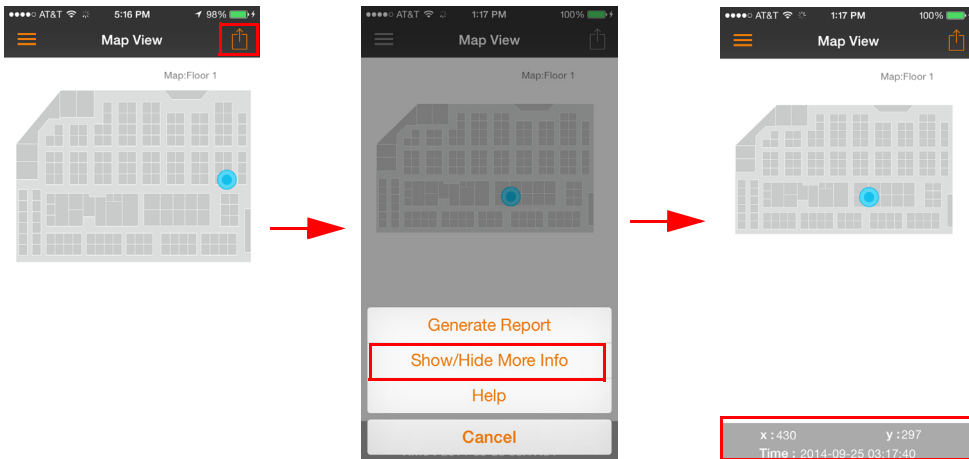 AT&T 5:16 PM 98%
Map View
Map:Floor 1
AT&T 1:17 PM 100%
Map View
Map:Floor 1
Generate Report
Show/Hide More Info
Help
Cancel
AT&T 1:17 PM 100%
Map View
Map:Floor 1
x :430 y :297
Time : 2014-09-25 03:17:40